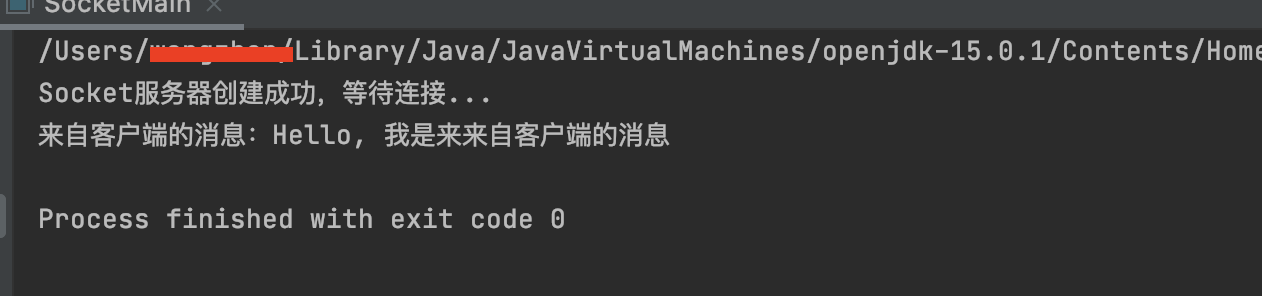 SocketMain
/Users/Library/Java/JavaVirtualMachines/openjdk-15.0.1/Contents/Home
Socket服务器创建成功，等待连接...
来自客户端的消息：Hello, 我是来来自客户端的消息
Process finished with exit code 0